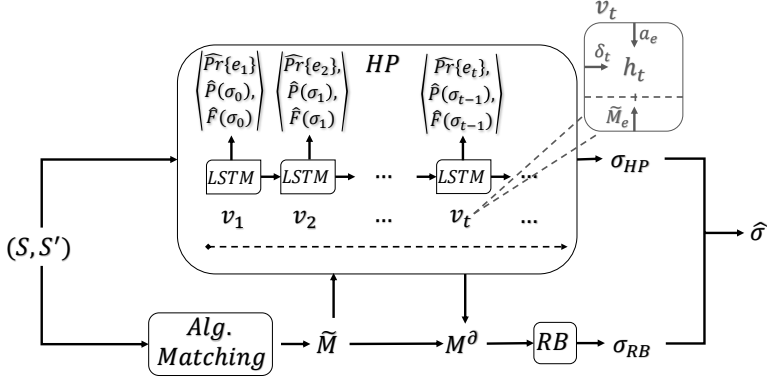 v_t
a_e
δ_t
h_t
M̃_e
HP
P̂r{e_1}
P̂(σ_0),
F̂(σ_0)
P̂r{e_2},
P̂(σ_1),
F̂(σ_1)
P̂r{e_t},
P̂(σ_{t-1}),
F̂(σ_{t-1})
LSTM LSTM ... LSTM ...
v_1 v_2 ... v_t ...
σ_HP
(S, S′)
σ̂
Alg.
Matching
M̃
M^∂
RB
σ_RB